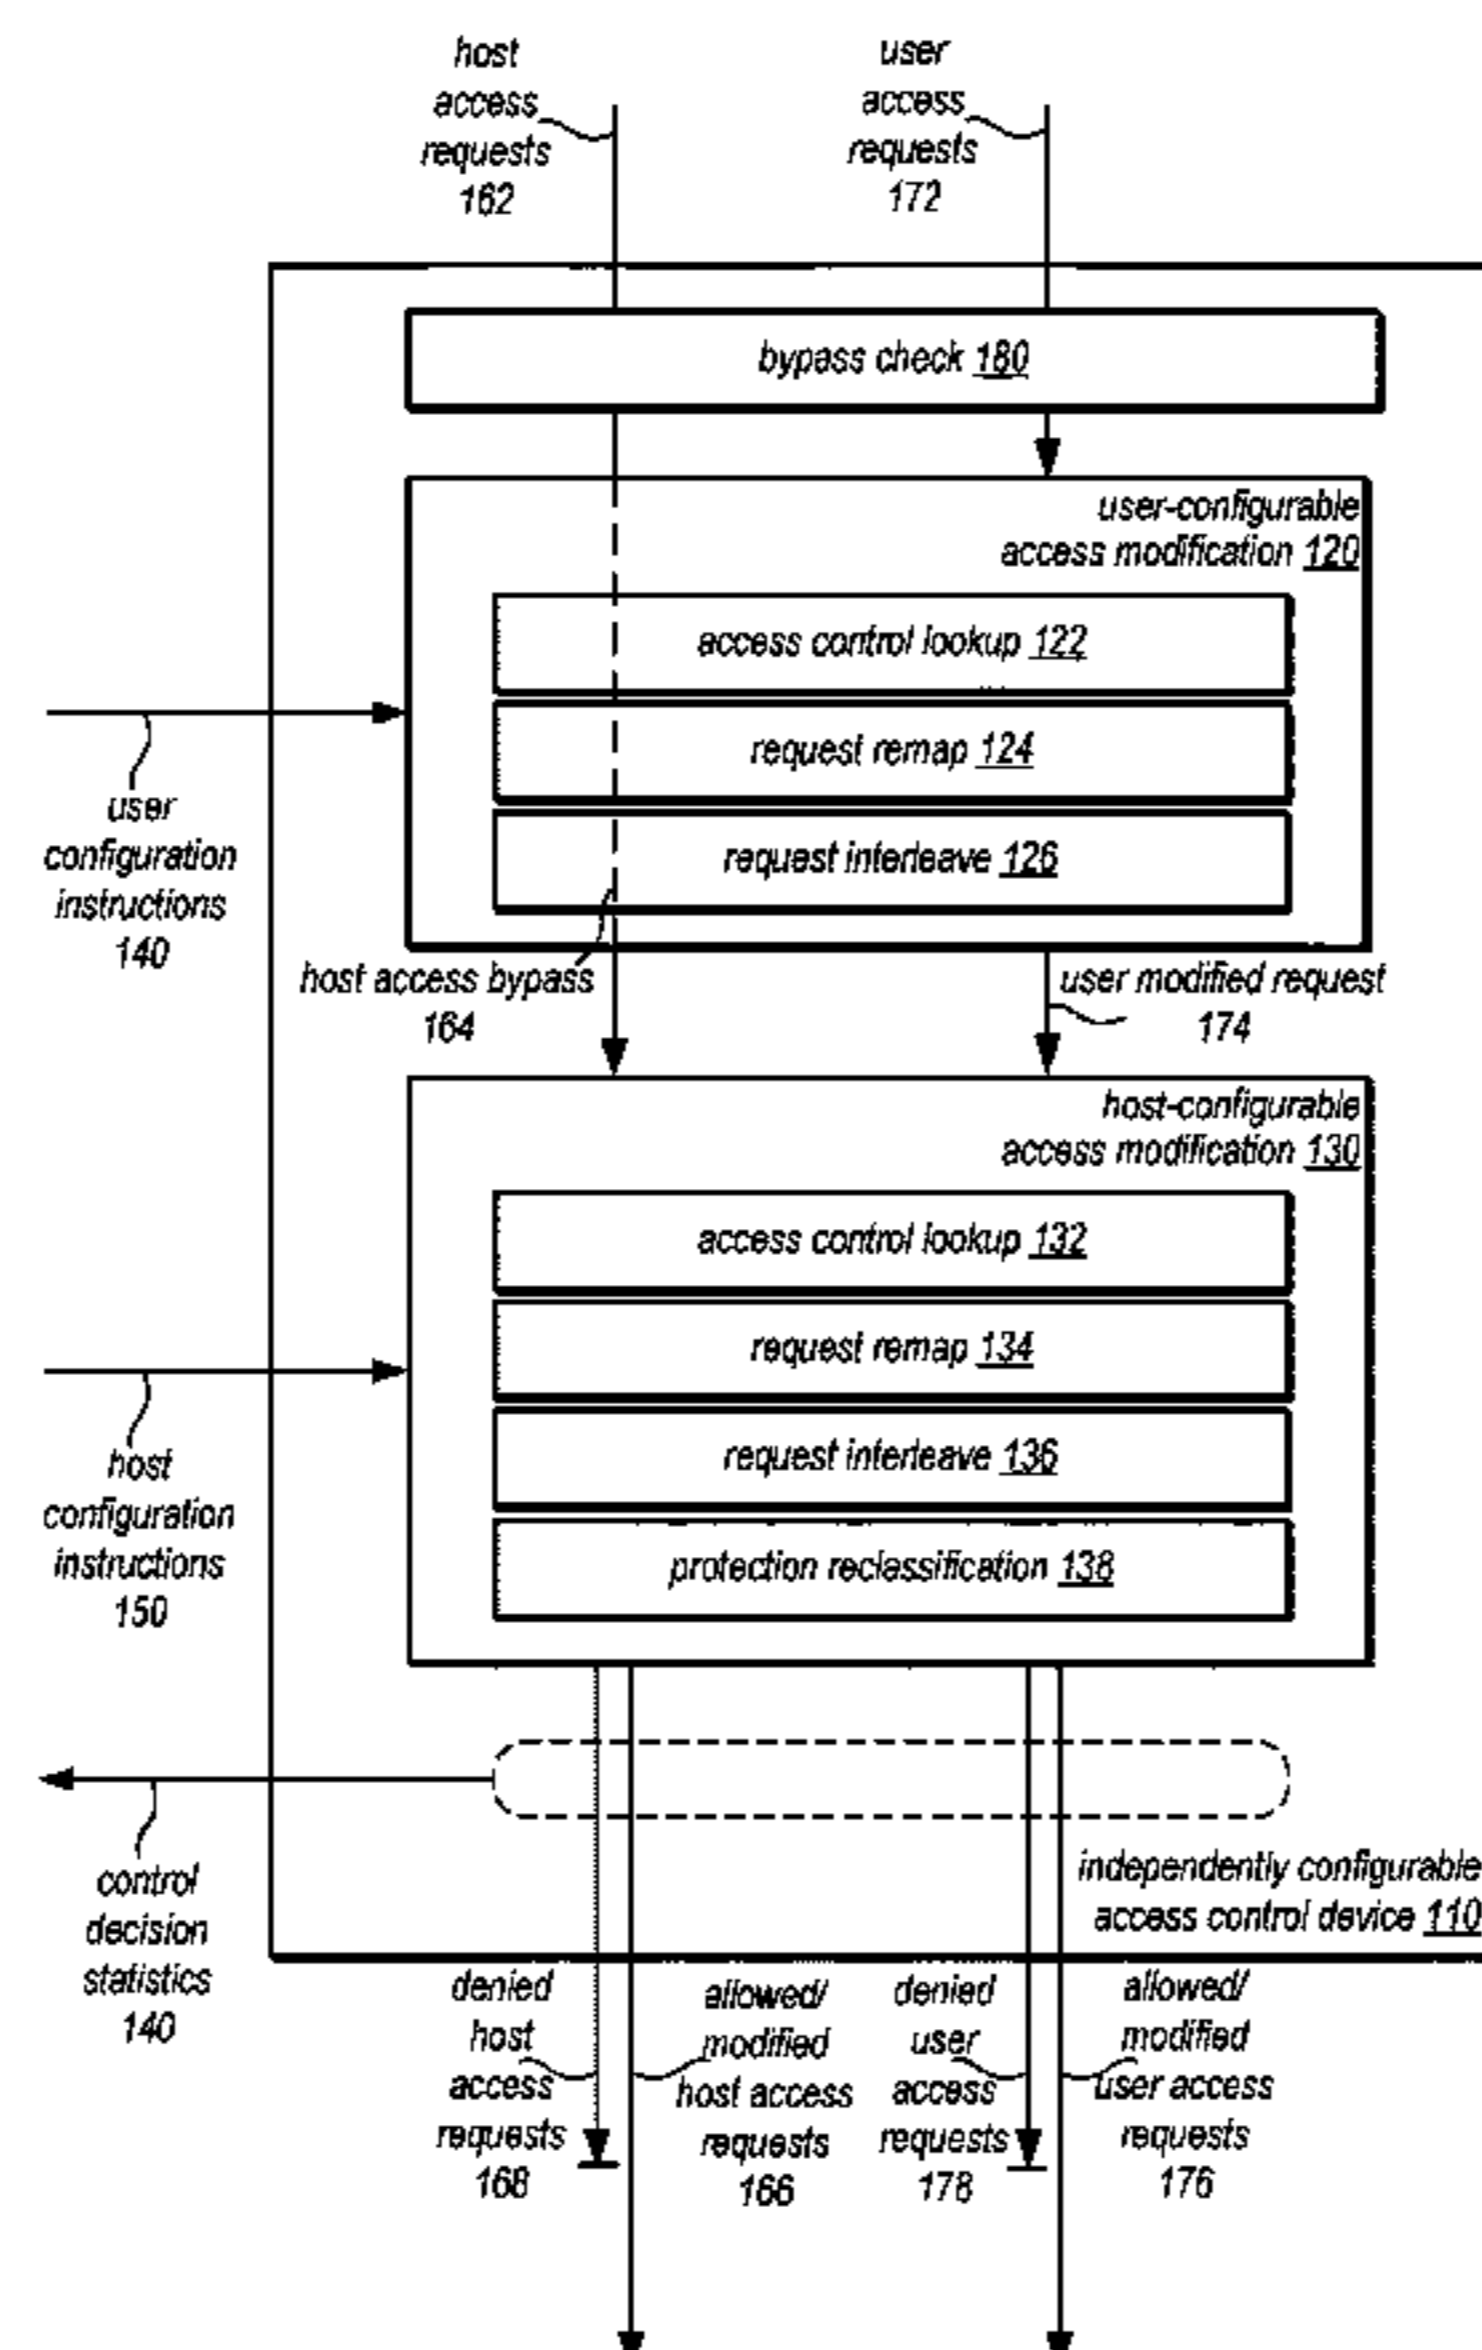 host
access
requests
162
user
access
requests
172
bypass check 180
user-configurable
access modification 120
access control lookup 122
request remap 124
request interleave 126
user
configuration
instructions
140
host access bypass
164
user modified request
174
host-configurable
access modification 130
access control lookup 132
request remap 134
request interleave 136
protection reclassification 138
host
configuration
instructions
150
control
decision
statistics
140
independently configurable
access control device 110
denied
host
access
requests
168
allowed/
modified
host access
requests
166
denied
user
access
requests
178
allowed/
modified
user access
requests
176